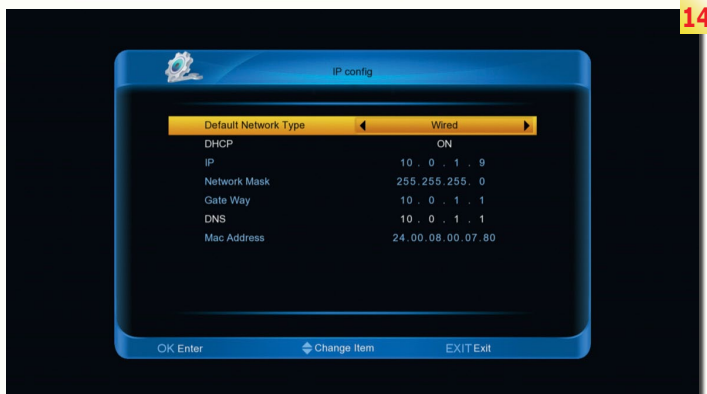 14
IP config
Default Network Type Wired
DHCP ON
IP 10 . 0 . 1 . 9
Network Mask 255.255.255. 0
Gate Way 10 . 0 . 1 . 1
DNS 10 . 0 . 1 . 1
Mac Address 24.00.08.00.07.80
OK Enter Change Item EXIT Exit